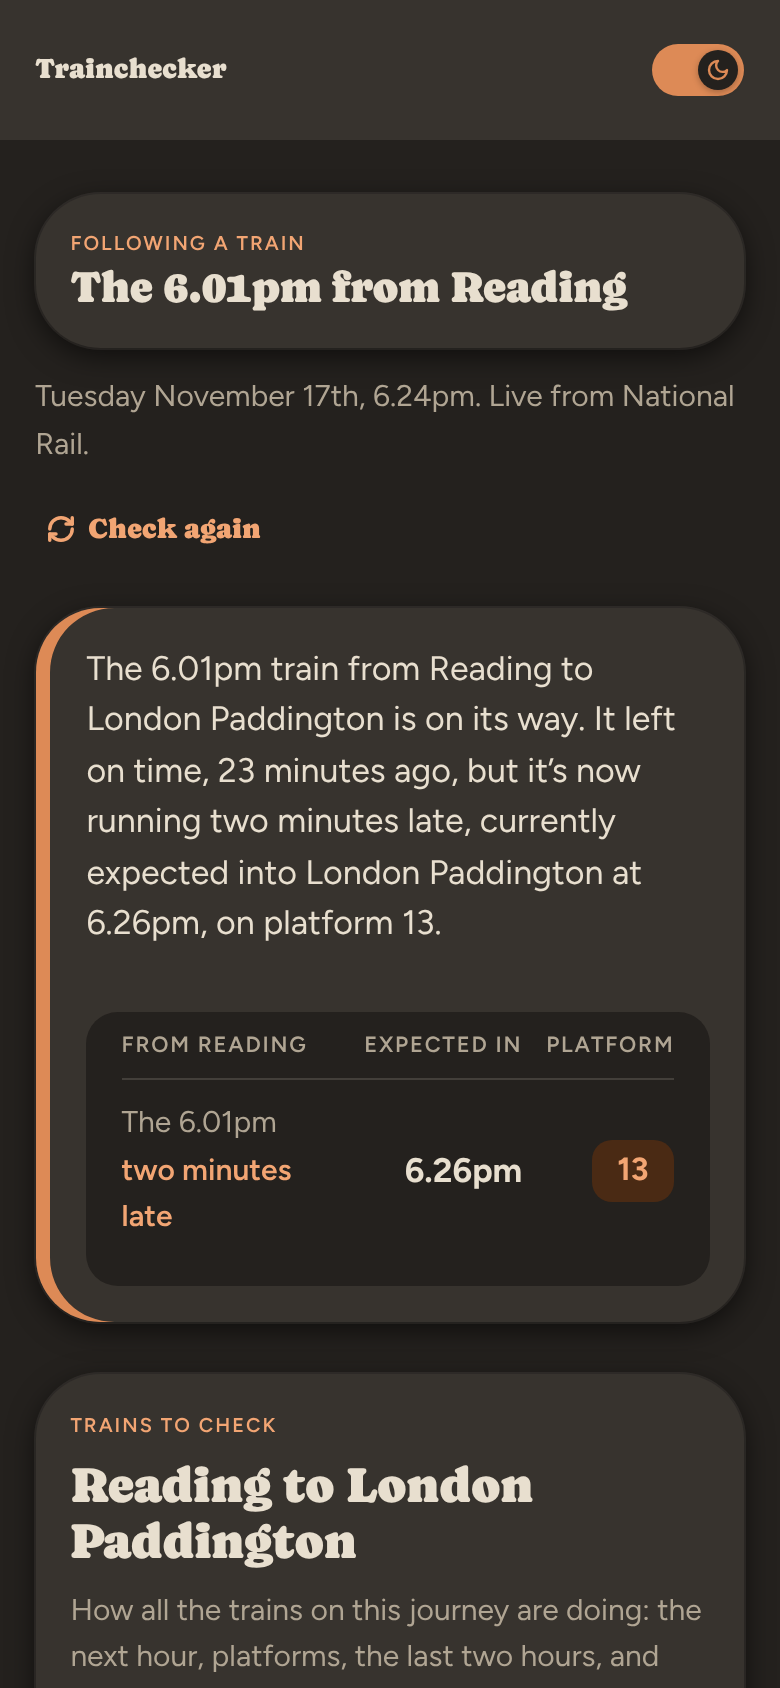 Trainchecker
FOLLOWING A TRAIN
The 6.01pm from Reading
Tuesday November 17th, 6.24pm. Live from National
Rail.
Check again
The 6.01pm train from Reading to
London Paddington is on its way. It left
on time, 23 minutes ago, but it’s now
running two minutes late, currently
expected into London Paddington at
6.26pm, on platform 13.
FROM READING EXPECTED IN PLATFORM
The 6.01pm
two minutes 6.26pm 13
late
TRAINS TO CHECK
Reading to London
Paddington
How all the trains on this journey are doing: the
next hour, platforms, the last two hours, and